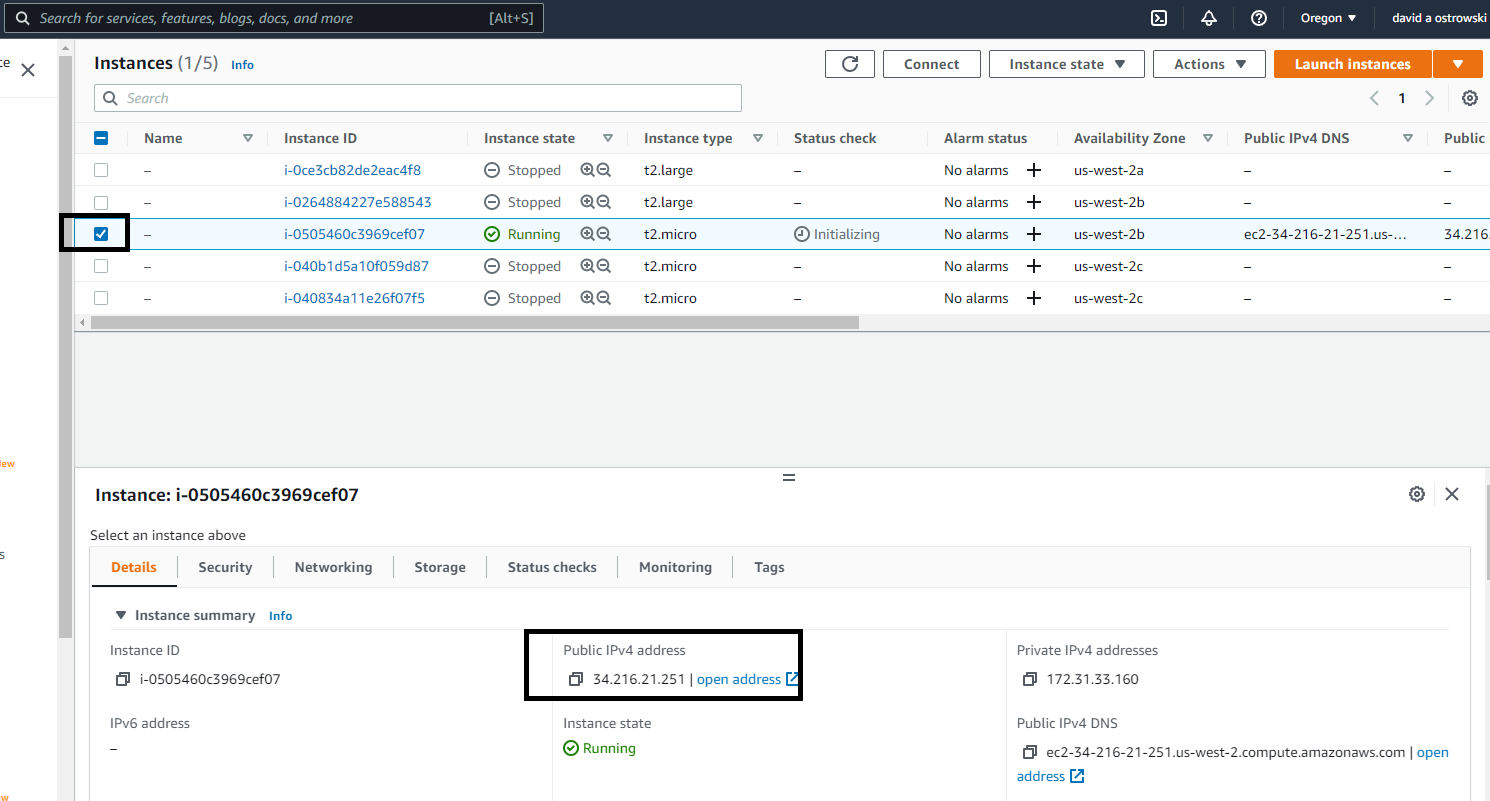 Search for services, features, blogs, docs, and more [Alt+S] Oregon david a ostrowski
ce
Instances (1/5) Info Connect Instance state Actions Launch instances
Search 1
Name Instance ID Instance state Instance type Status check Alarm status Availability Zone Public IPv4 DNS Public
– i-0ce3cb82de2eac4f8 Stopped t2.large – No alarms us-west-2a – –
– i-0264884227e588543 Stopped t2.large – No alarms us-west-2b – –
– i-0505460c3969cef07 Running t2.micro Initializing No alarms us-west-2b ec2-34-216-21-251.us-... 34.216
– i-040b1d5a10f059d87 Stopped t2.micro – No alarms us-west-2c – –
– i-040834a11e26f07f5 Stopped t2.micro – No alarms us-west-2c – –
ew
Instance: i-0505460c3969cef07
Select an instance above
s
Details Security Networking Storage Status checks Monitoring Tags
Instance summary Info
Instance ID Public IPv4 address Private IPv4 addresses
i-0505460c3969cef07 34.216.21.251 | open address 172.31.33.160
IPv6 address Instance state Public IPv4 DNS
– Running ec2-34-216-21-251.us-west-2.compute.amazonaws.com | open
address
ew